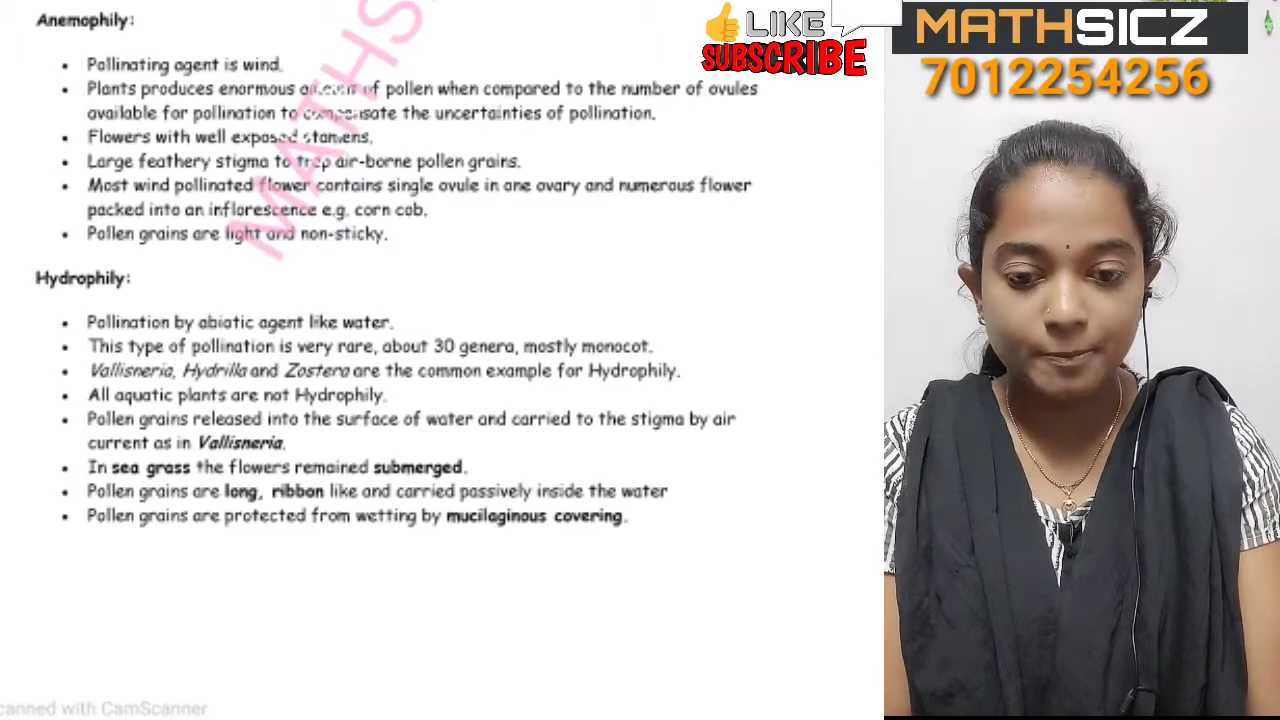 Anemophily:
Pollinating agent is wind.
Plants produces enormous amount of pollen when compared to the number of ovules
available for pollination to compensate the uncertainties of pollination.
Flowers with well exposed stamens.
Large feathery stigma to trap air-borne pollen grains.
Most wind pollinated flower contains single ovule in one ovary and numerous flower
packed into an inflorescence e.g. corn cob.
Pollen grains are light and non-sticky.
Hydrophily:
Pollination by abiotic agent like water.
This type of pollination is very rare, about 30 genera, mostly monocot.
Vallisneria, Hydrilla and Zostera are the common example for Hydrophily.
All aquatic plants are not Hydrophily.
Pollen grains released into the surface of water and carried to the stigma by air
current as in Vallisneria.
In sea grass the flowers remained submerged.
Pollen grains are long, ribbon like and carried passively inside the water
Pollen grains are protected from wetting by mucilaginous covering.
canned with CamScanner
MATHS
LIKE
SUBSCRIBE
MATHSICZ
7012254256